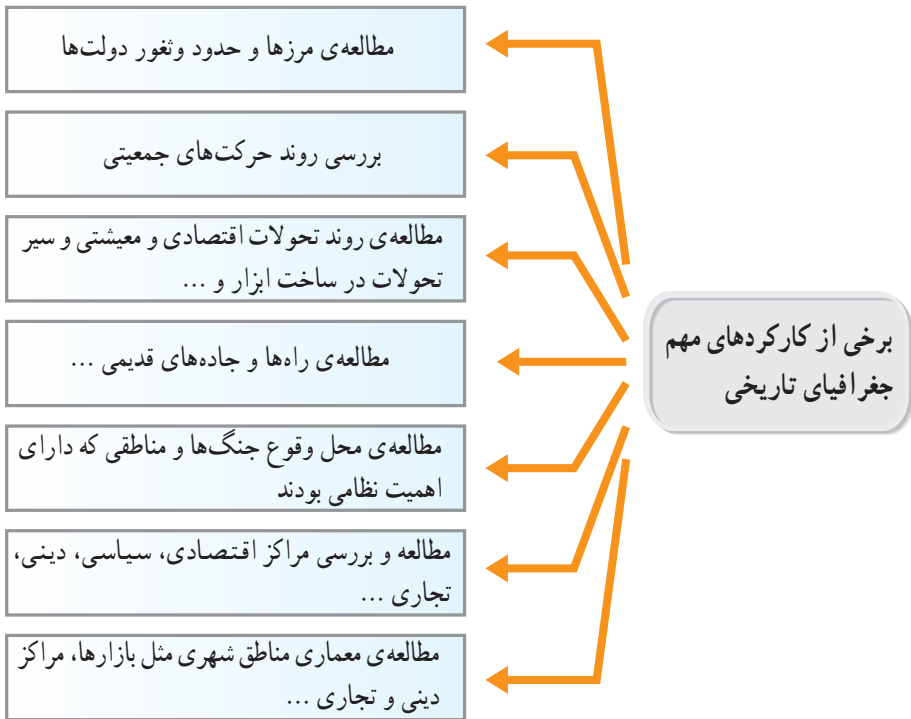 برخی از کارکردهای مهم
جغرافیای تاریخی
مطالعه‌ی مرزها و حدود وثغور دولت‌ها
بررسی روند حرکت‌های جمعیتی
مطالعه‌ی روند تحولات اقتصادی و معیشتی و سیر
تحولات در ساخت ابزار و ...
مطالعه‌ی راه‌ها و جاده‌های قدیمی ...
مطالعه‌ی محل وقوع جنگ‌ها و مناطقی که دارای
اهمیت نظامی بودند
مطالعه و بررسی مراکز اقتصادی، سیاسی، دینی،
تجاری ...
مطالعه‌ی معماری مناطق شهری مثل بازارها، مراکز
دینی و تجاری ...